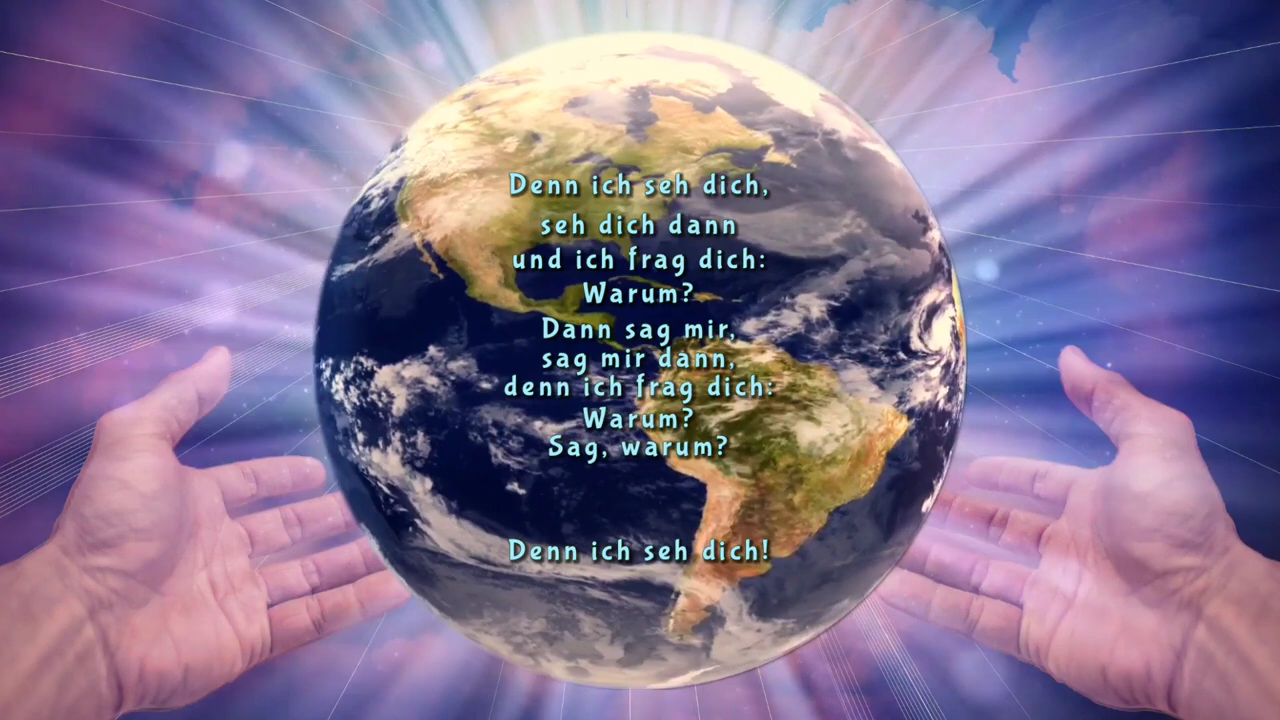 Denn ich seh dich,
seh dich dann
und ich frag dich:
Warum?
Dann sag mir,
sag mir dann,
denn ich frag dich:
Warum?
Sag, warum?
Denn ich seh dich!